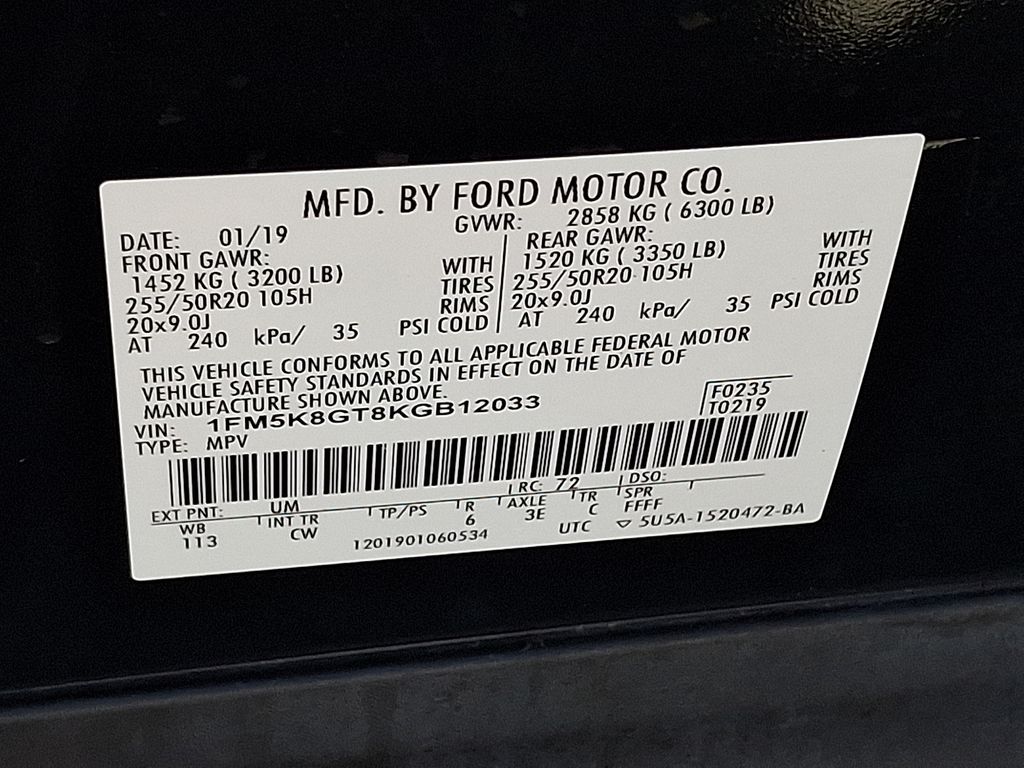 MFD. BY FORD MOTOR CO.
DATE: 01/19 GVWR: 2858 KG ( 6300 LB)
FRONT GAWR: REAR GAWR:
1452 KG ( 3200 LB) WITH 1520 KG ( 3350 LB) WITH
255/50R20 105H TIRES 255/50R20 105H TIRES
20x9.0J RIMS 20x9.0J RIMS
AT 240 kPa/ 35 PSI COLD AT 240 kPa/ 35 PSI COLD
THIS VEHICLE CONFORMS TO ALL APPLICABLE FEDERAL MOTOR
VEHICLE SAFETY STANDARDS IN EFFECT ON THE DATE OF
MANUFACTURE SHOWN ABOVE.
VIN: 1FM5K8GT8KGB12033 F0235
TYPE: MPV T0219
EXT PNT: UM RC: 72 DSO:
WB INT TR TP/PS R AXLE TR SPR
113 CW 6 3E C FFFF
1201901060534 UTC ▽ 5U5A-1520472-BA